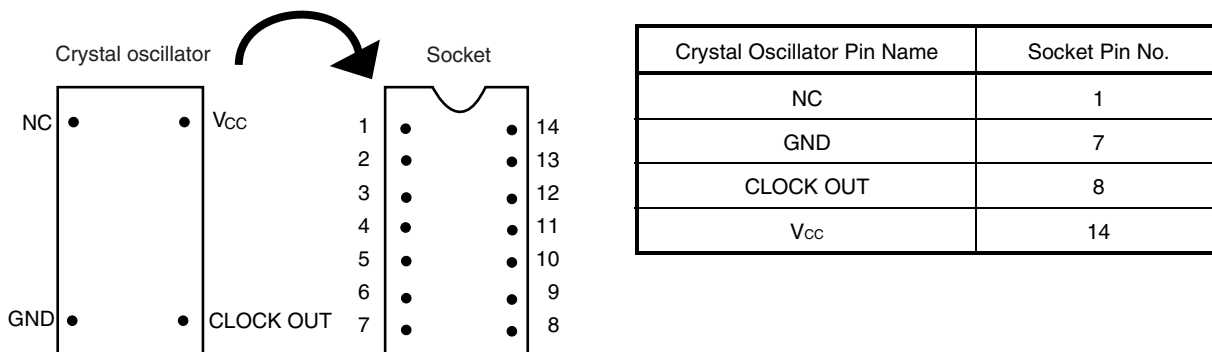 Crystal oscillator
NC
VCC
GND
CLOCK OUT
Socket
1 14
2 13
3 12
4 11
5 10
6 9
7 8
Crystal Oscillator Pin Name Socket Pin No.
NC 1
GND 7
CLOCK OUT 8
VCC 14